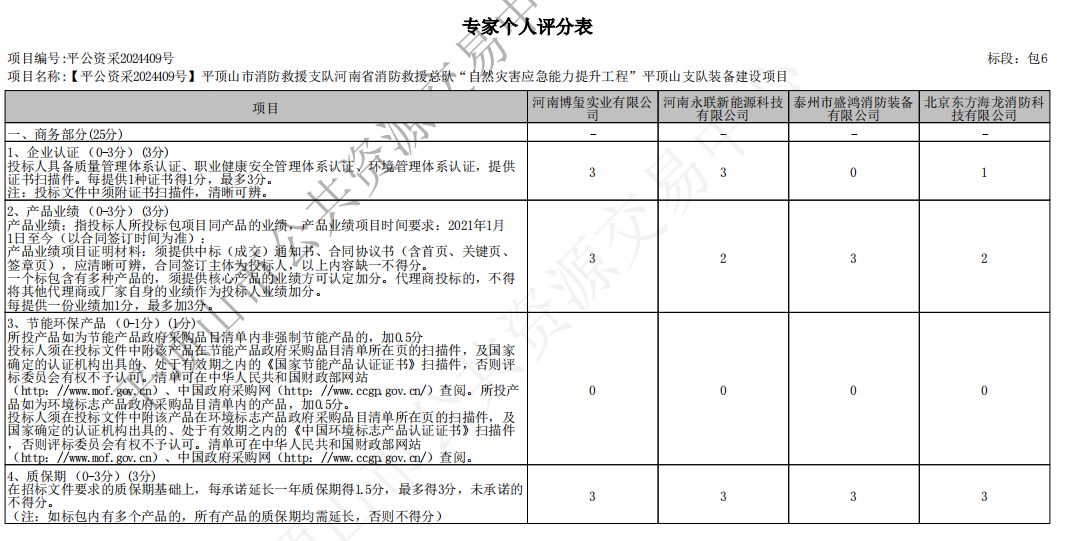 专家个人评分表
项目编号:平公资采2024409号
标段: 包6
项目名称:【平公资采2024409号】平顶山市消防救援支队河南省消防救援总队“自然灾害应急能力提升工程”平顶山支队装备建设项目
项目
河南博玺实业有限公
司
河南永联新能源科技
有限公司
泰州市盛鸿消防装备
有限公司
北京东方海龙消防科
技有限公司
一、商务部分(25分)
－ － － －
1、企业认证 （0-3分）(3分)
投标人具备质量管理体系认证、职业健康安全管理体系认证、环境管理体系认证，提供
证书扫描件。每提供1种证书得1分，最多3分。
注：投标文件中须附证书扫描件，清晰可辨。
3 3 0 1
2、产品业绩 （0-3分）(3分)
产品业绩：指投标人所投标包项目同产品的业绩，产品业绩项目时间要求：2021年1月
1日至今（以合同签订时间为准）；
产品业绩项目证明材料：须提供中标（成交）通知书、合同协议书（含首页、关键页、
签章页），应清晰可辨，合同签订主体为投标人，以上内容缺一不得分。
一个标包含有多种产品的，须提供核心产品的业绩方可认定加分。代理商投标的，不得
将其他代理商或厂家自身的业绩作为投标人业绩加分。
每提供一份业绩加1分，最多加3分。
3 2 3 2
3、节能环保产品 （0-1分）(1分)
所投产品如为节能产品政府采购品目清单内非强制节能产品的，加0.5分
投标人须在投标文件中附该产品在节能产品政府采购品目清单所在页的扫描件，及国家
确定的认证机构出具的、处于有效期之内的《国家节能产品认证证书》扫描件，否则评
标委员会有权不予认可。清单可在中华人民共和国财政部网站
（http：//www.mof.gov.cn）、中国政府采购网（http：//www.ccgp.gov.cn/）查阅。所投产
品如为环境标志产品政府采购品目清单内的产品，加0.5分。
投标人须在投标文件中附该产品在环境标志产品政府采购品目清单所在页的扫描件，及
国家确定的认证机构出具的、处于有效期之内的《中国环境标志产品认证证书》扫描件
，否则评标委员会有权不予认可。清单可在中华人民共和国财政部网站
（http：//www.mof.gov.cn）、中国政府采购网（http：//www.ccgp.gov.cn/）查阅。
0 0 0 0
4、质保期 （0-3分）(3分)
在招标文件要求的质保期基础上，每承诺延长一年质保期得1.5分，最多得3分，未承诺的
不得分。
（注：如标包内有多个产品的，所有产品的质保期均需延长，否则不得分）
3 3 3 3
平顶山市公共资源交易中